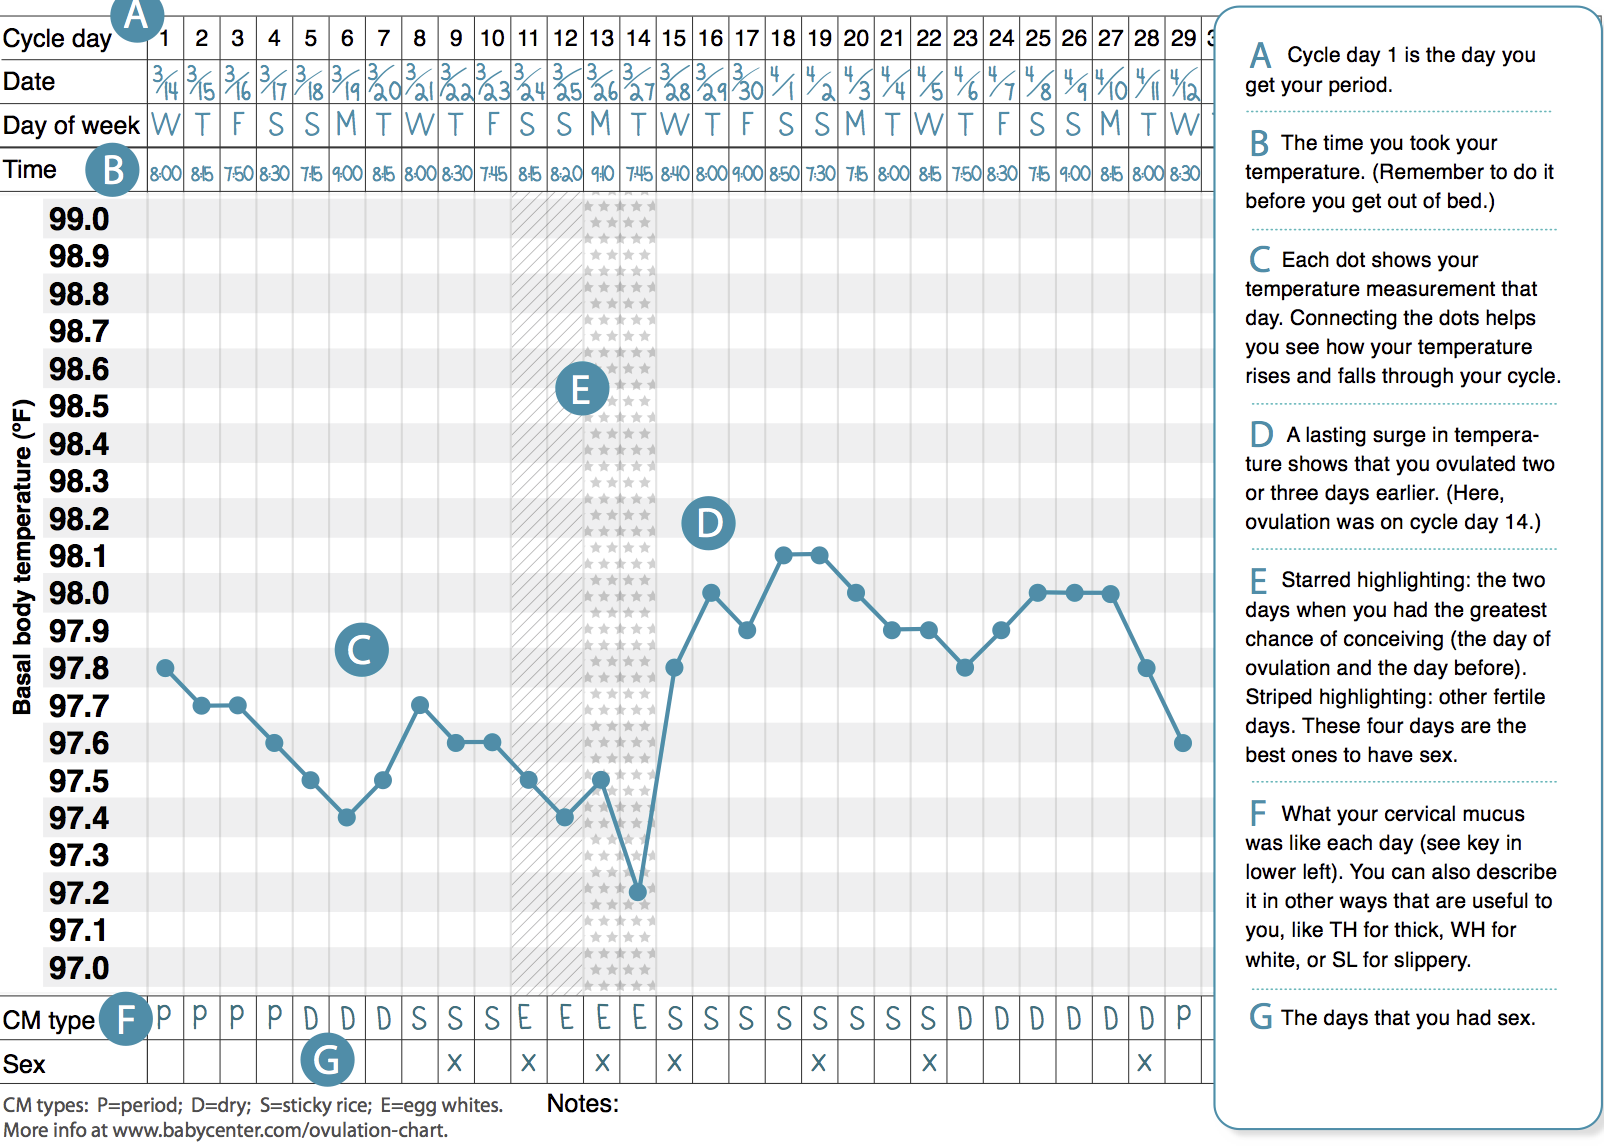 A
Cycle day 1 2 3 4 5 6 7 8 9 10 11 12 13 14 15 16 17 18 19 20 21 22 23 24 25 26 27 28 29
Date 3/14 3/15 3/16 3/17 3/18 3/19 3/20 3/21 3/22 3/23 3/24 3/25 3/26 3/27 3/28 3/29 3/30 4/1 4/2 4/3 4/4 4/5 4/6 4/7 4/8 4/9 4/10 4/11 4/12
Day of week W T F S S M T W T F S S M T W T F S S M T W T F S S M T W
Time B 8:00 8:15 7:50 8:30 7:15 9:00 8:15 8:00 8:30 7:45 8:15 8:20 9:10 7:45 8:40 8:00 9:00 8:50 7:30 7:15 8:00 8:15 7:50 8:30 7:15 9:00 8:15 8:00 8:30
Basal body temperature (°F)
99.0
98.9
98.8
98.7
98.6
E
98.5
98.4
98.3
98.2
D
98.1
98.0
97.9
C
97.8
97.7
97.6
97.5
97.4
97.3
97.2
97.1
97.0
CM type F P P P P D D D S S S E E E E S S S S S S S S D D D D D D P
Sex G X X X X X X X
CM types: P=period; D=dry; S=sticky rice; E=egg whites.
Notes:
More info at www.babycenter.com/ovulation-chart.
A Cycle day 1 is the day you
get your period.
B The time you took your
temperature. (Remember to do it
before you get out of bed.)
C Each dot shows your
temperature measurement that
day. Connecting the dots helps
you see how your temperature
rises and falls through your cycle.
D A lasting surge in tempera-
ture shows that you ovulated two
or three days earlier. (Here,
ovulation was on cycle day 14.)
E Starred highlighting: the two
days when you had the greatest
chance of conceiving (the day of
ovulation and the day before).
Striped highlighting: other fertile
days. These four days are the
best ones to have sex.
F What your cervical mucus
was like each day (see key in
lower left). You can also describe
it in other ways that are useful to
you, like TH for thick, WH for
white, or SL for slippery.
G The days that you had sex.